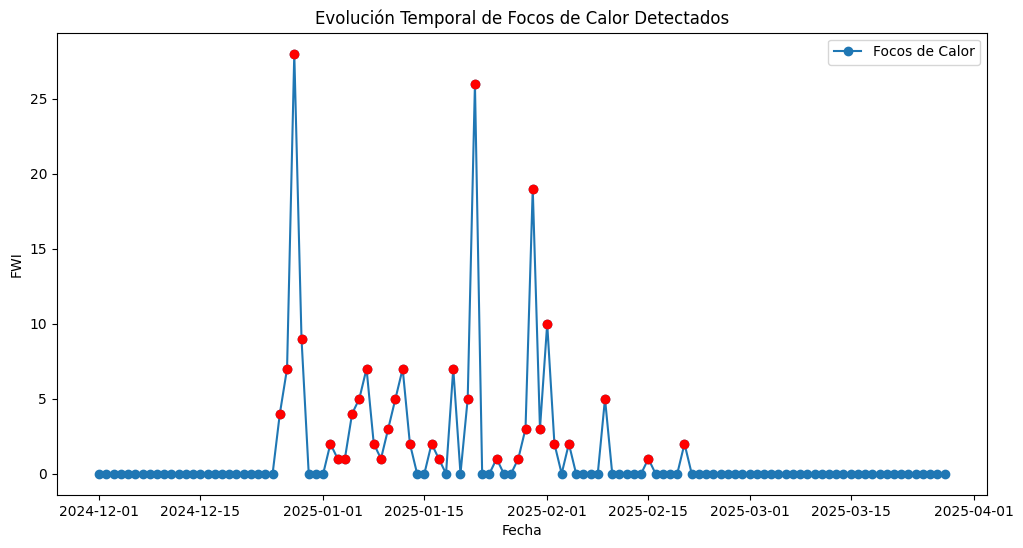 Evolución Temporal de Focos de Calor Detectados
Focos de Calor
FWI
25
20
15
10
5
0
2024-12-01 2024-12-15 2025-01-01 2025-01-15 2025-02-01 2025-02-15 2025-03-01 2025-03-15 2025-04-01
Fecha